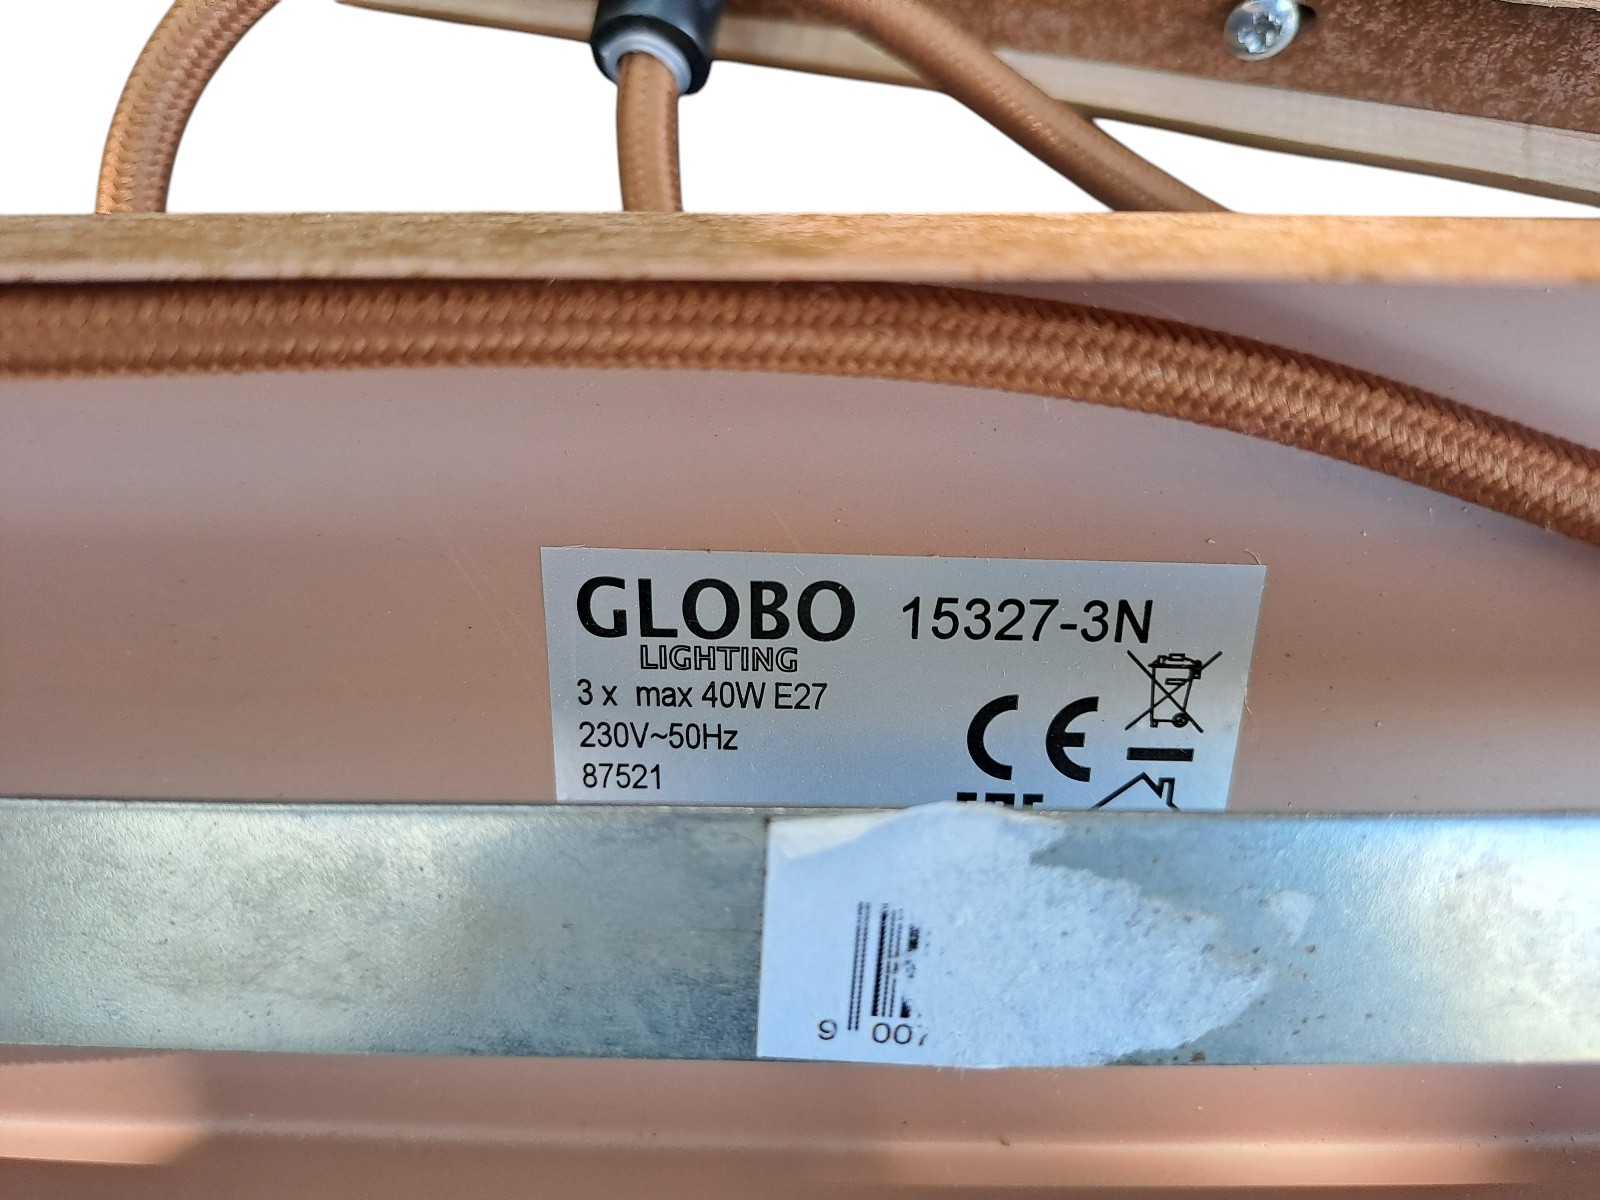 GLOBO 15327-3N
LIGHTING
3 x max 40W E27
230V~50Hz
CE
87521
9 007